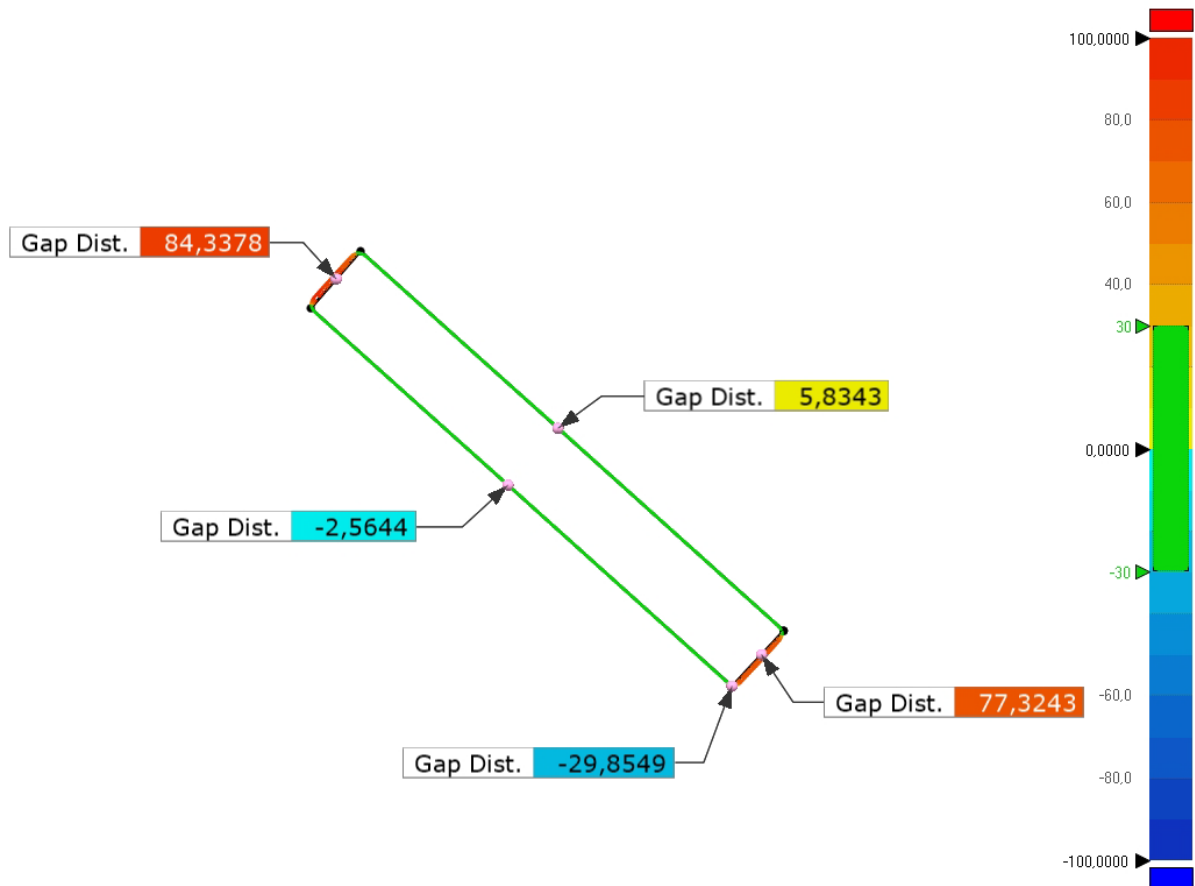 100,0000
80,0
60,0
Gap Dist. 84,3378
40,0
30
Gap Dist. 5,8343
0,0000
Gap Dist. -2,5644
-30
-60,0
Gap Dist. 77,3243
Gap Dist. -29,8549
-80,0
-100,0000